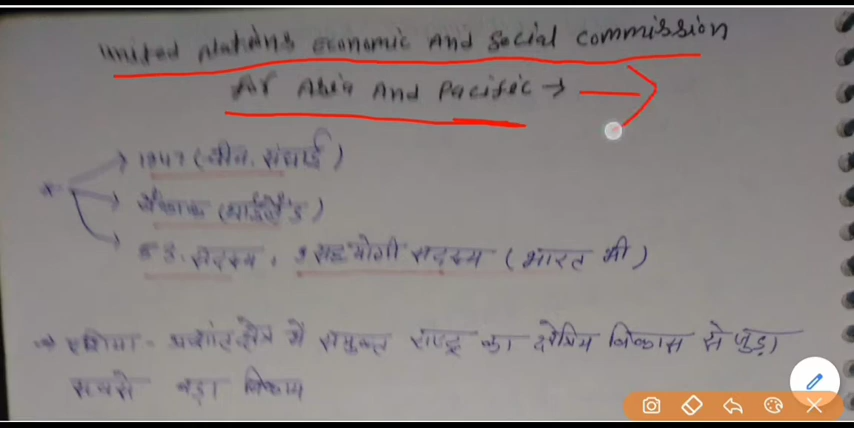 United Nations Economic and Social Commission
for Asia And Pacific →
* → 1947 (चीन, संघाई)
→ बैंकाक (थाईलैंड)
→ 53 सदस्य, 9 सहयोगी सदस्य (भारत भी)
→ एशिया - प्रशांत क्षेत्र में संयुक्त राष्ट्र का क्षेत्रिय विकास से जुड़ा
सबसे बड़ा निकाय